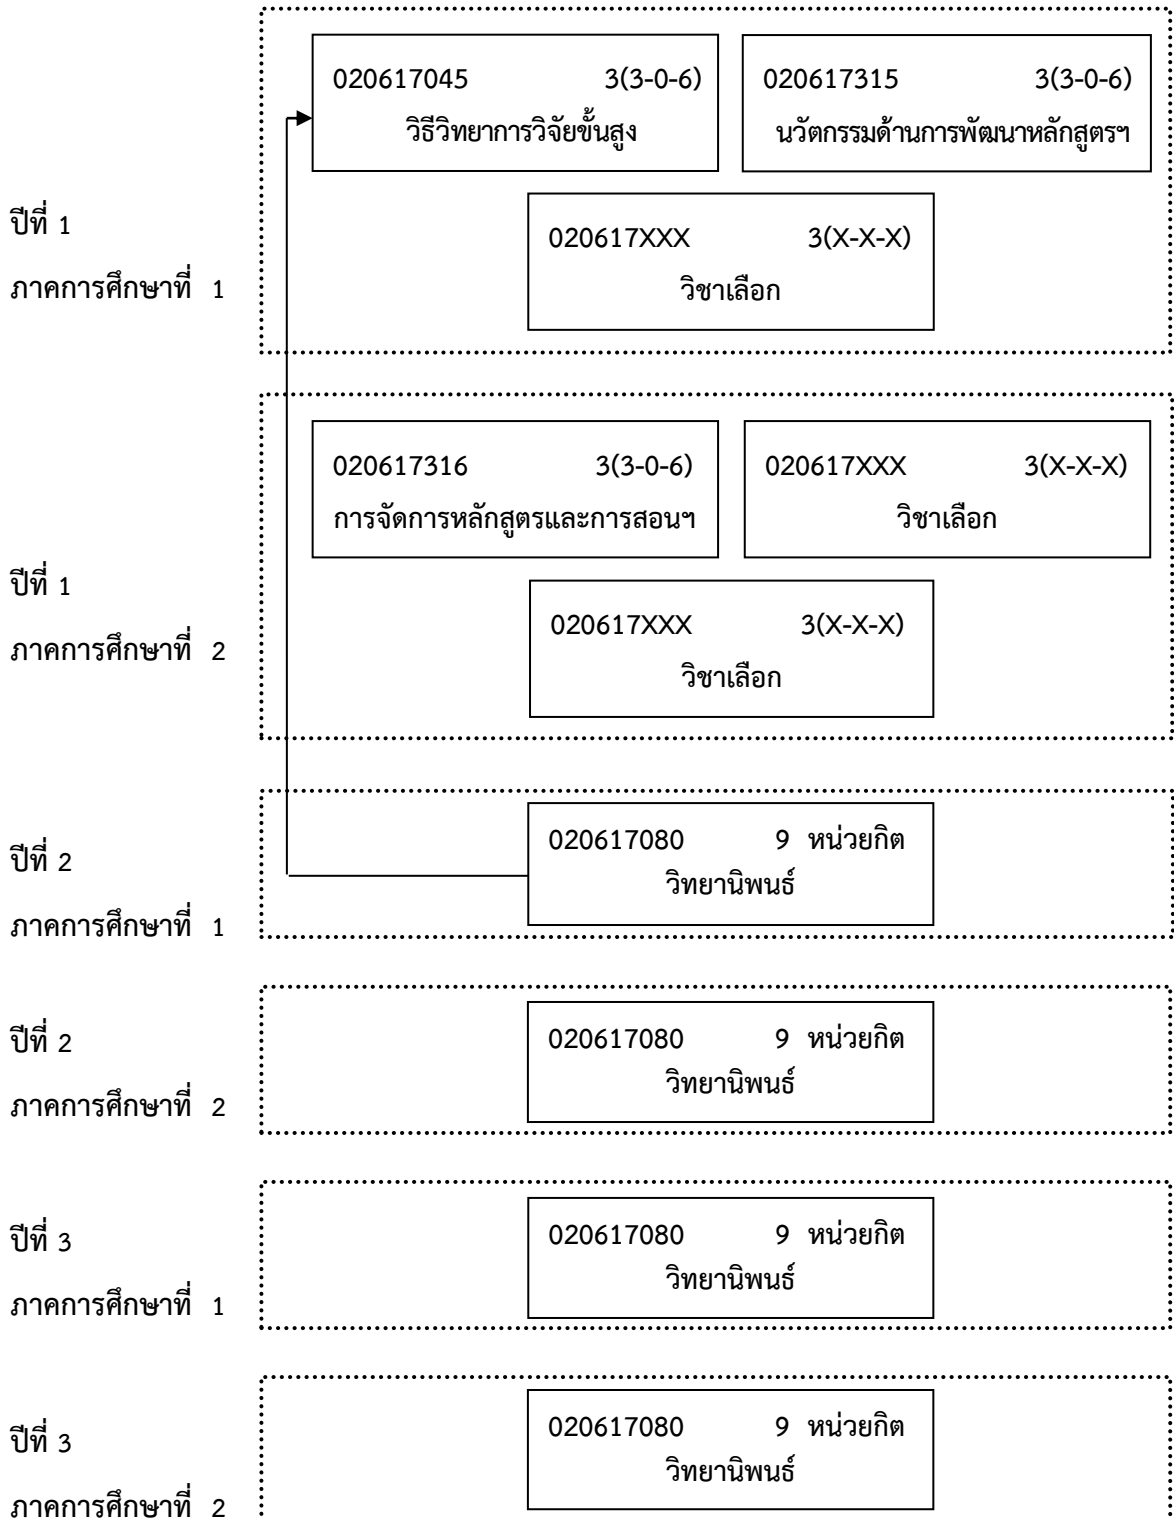 020617045 3(3-0-6)
วิธีวิทยาการวิจัยขั้นสูง
020617315 3(3-0-6)
นวัตกรรมด้านการพัฒนาหลักสูตรฯ
ปีที่ 1
ภาคการศึกษาที่ 1
020617XXX 3(X-X-X)
วิชาเลือก
020617316 3(3-0-6)
การจัดการหลักสูตรและการสอนฯ
020617XXX 3(X-X-X)
วิชาเลือก
ปีที่ 1
ภาคการศึกษาที่ 2
020617XXX 3(X-X-X)
วิชาเลือก
ปีที่ 2
ภาคการศึกษาที่ 1
020617080 9 หน่วยกิต
วิทยานิพนธ์
ปีที่ 2
ภาคการศึกษาที่ 2
020617080 9 หน่วยกิต
วิทยานิพนธ์
ปีที่ 3
ภาคการศึกษาที่ 1
020617080 9 หน่วยกิต
วิทยานิพนธ์
ปีที่ 3
ภาคการศึกษาที่ 2
020617080 9 หน่วยกิต
วิทยานิพนธ์